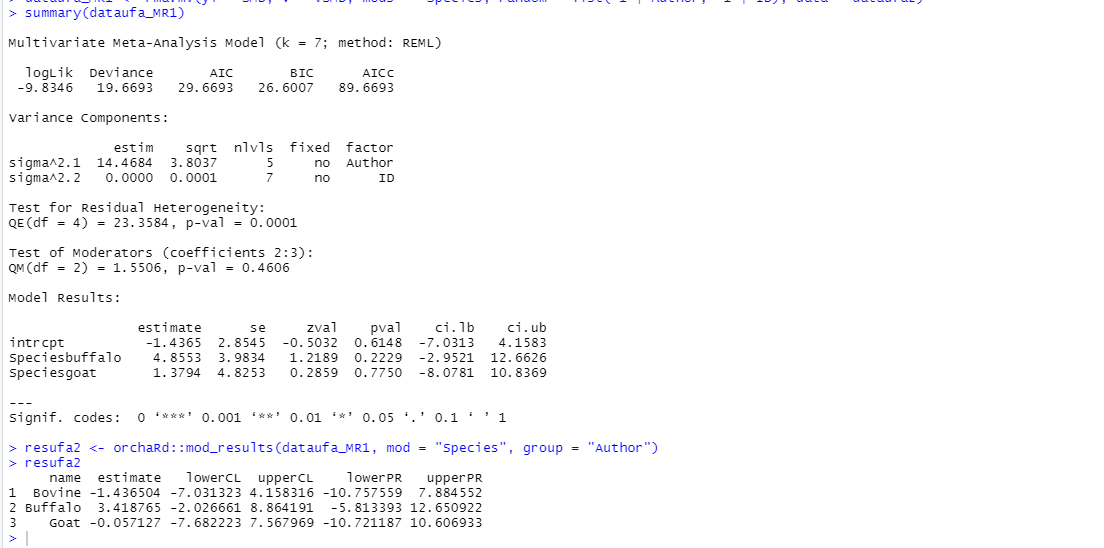 > summary(dataufa_MR1)
Multivariate Meta-Analysis Model (k = 7; method: REML)
logLik Deviance AIC BIC AICc
-9.8346 19.6693 29.6693 26.6007 89.6693
Variance Components:
estim sqrt nlvls fixed factor
sigma^2.1 14.4684 3.8037 5 no Author
sigma^2.2 0.0000 0.0001 7 no ID
Test for Residual Heterogeneity:
QE(df = 4) = 23.3584, p-val = 0.0001
Test of Moderators (coefficients 2:3):
QM(df = 2) = 1.5506, p-val = 0.4606
Model Results:
estimate se zval pval ci.lb ci.ub
intrcpt -1.4365 2.8545 -0.5032 0.6148 -7.0313 4.1583
Speciesbuffalo 4.8553 3.9834 1.2189 0.2229 -2.9521 12.6626
Speciesgoat 1.3794 4.8253 0.2859 0.7750 -8.0781 10.8369
---
Signif. codes: 0 ‘***’ 0.001 ‘**’ 0.01 ‘*’ 0.05 ‘.’ 0.1 ‘ ’ 1
> resufa2 <- orchaRd::mod_results(dataufa_MR1, mod = "Species", group = "Author")
> resufa2
name estimate lowerCL upperCL lowerPR upperPR
1 Bovine -1.436504 -7.031323 4.158316 -10.757559 7.884552
2 Buffalo 3.418765 -2.026661 8.864191 -5.813393 12.650922
3 Goat -0.057127 -7.682223 7.567969 -10.721187 10.606933
>